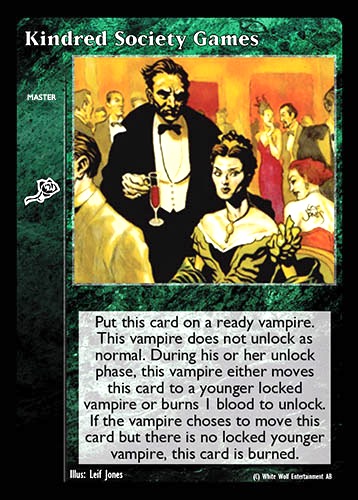 Kindred Society Games
MASTER
Put this card on a ready vampire.
This vampire does not unlock as
normal. During his or her unlock
phase, this vampire either moves
this card to a younger locked
vampire or burns 1 blood to unlock.
If the vampire choses to move this
card but there is no locked younger
vampire, this card is burned.
Illus: Leif Jones
(C) White Wolf Entertainment AB